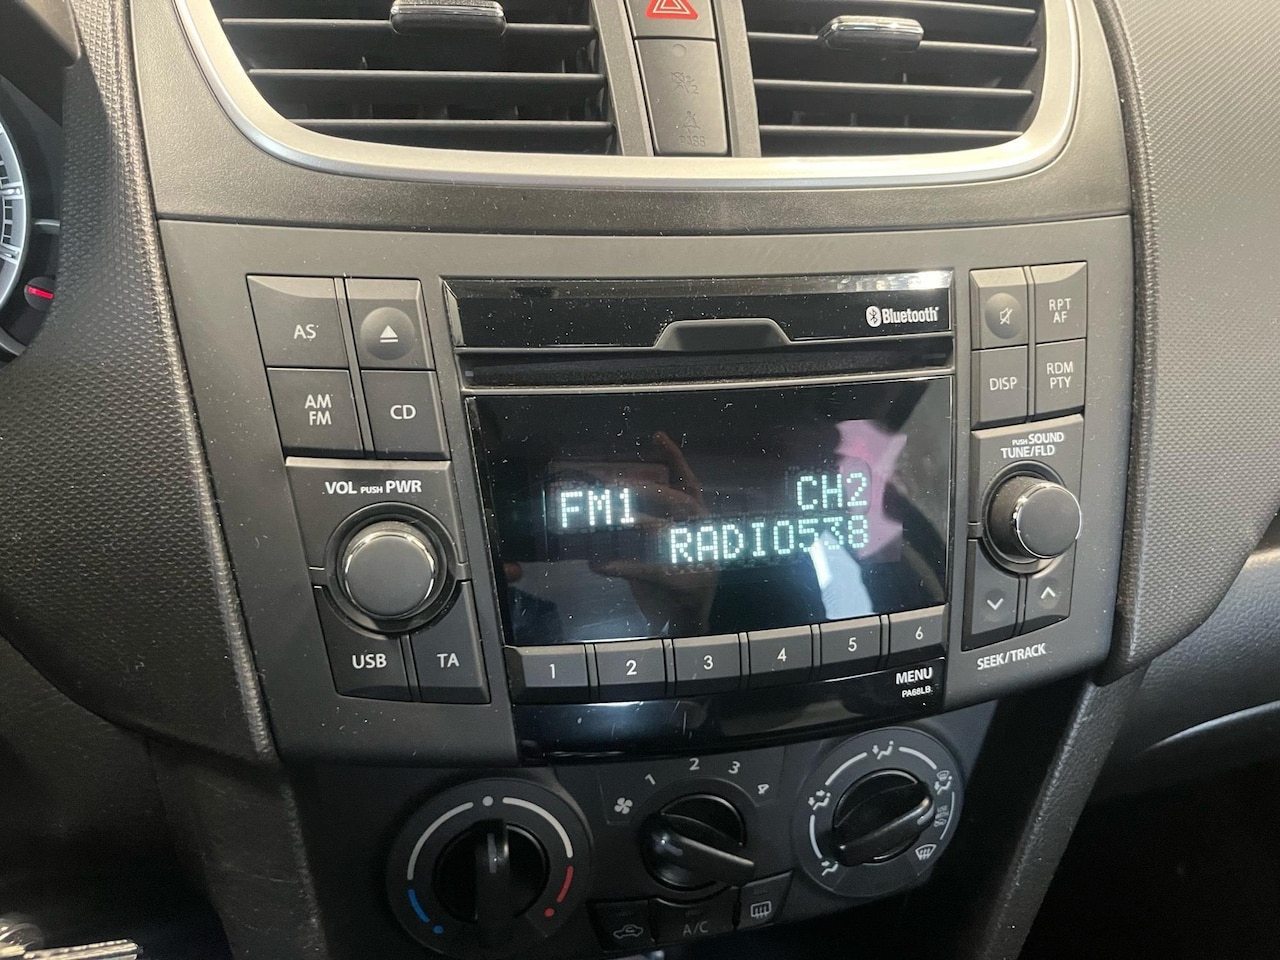 AS
AM
FM
CD
VOL PUSH PWR
USB
TA
Bluetooth
FM1
CH2
RADIO538
1
2
3
4
5
6
MENU
PA68LB
RPT
AF
DISP
RDM
PTY
PUSH SOUND
TUNE/FLD
SEEK/TRACK
1
2
3
4
A/C